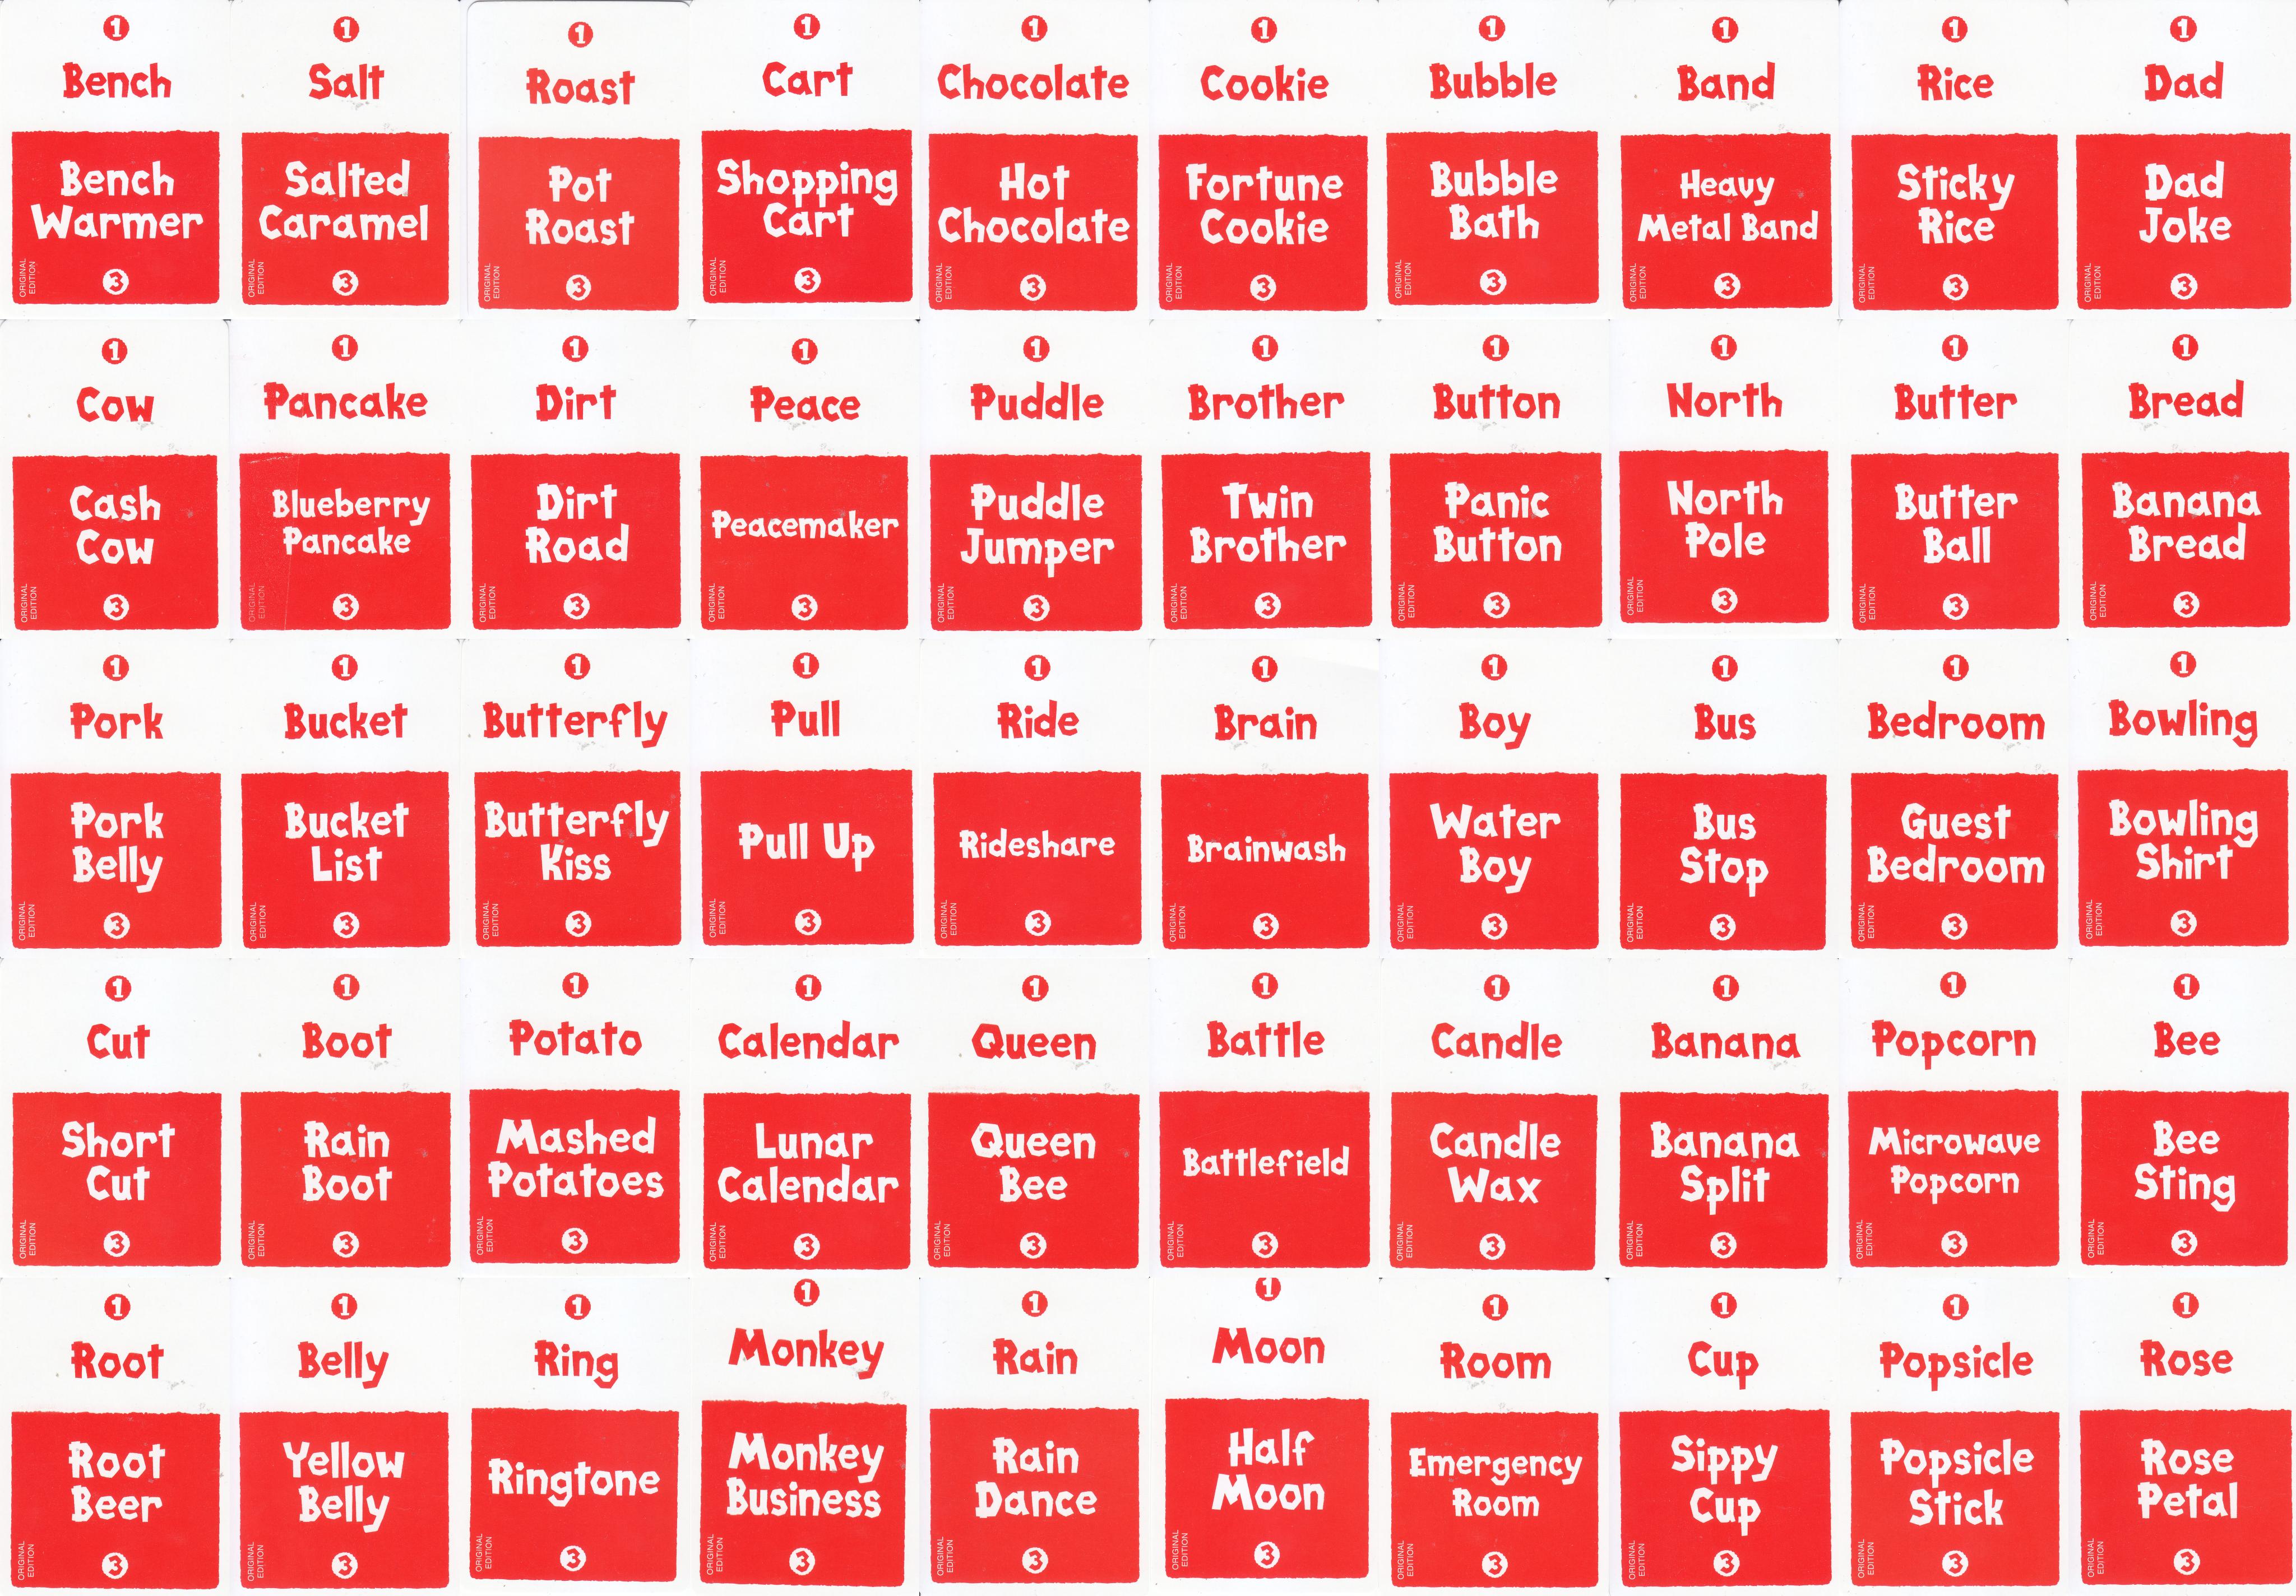 1
Bench
Bench
Warmer
3
ORIGINAL
EDITION
1
Salt
Salted
Caramel
3
ORIGINAL
EDITION
1
Roast
Pot
Roast
3
ORIGINAL
EDITION
1
Cart
Shopping
Cart
3
ORIGINAL
EDITION
1
Chocolate
Hot
Chocolate
3
ORIGINAL
EDITION
1
Cookie
Fortune
Cookie
3
ORIGINAL
EDITION
1
Bubble
Bubble
Bath
3
ORIGINAL
EDITION
1
Band
Heavy
Metal Band
3
ORIGINAL
EDITION
1
Rice
Sticky
Rice
3
ORIGINAL
EDITION
1
Dad
Dad
Joke
3
ORIGINAL
EDITION
1
Cow
Cash
Cow
3
ORIGINAL
EDITION
1
Pancake
Blueberry
Pancake
3
ORIGINAL
EDITION
1
Dirt
Dirt
Road
3
ORIGINAL
EDITION
1
Peace
Peacemaker
3
ORIGINAL
EDITION
1
Puddle
Puddle
Jumper
3
ORIGINAL
EDITION
1
Brother
Twin
Brother
3
ORIGINAL
EDITION
1
Button
Panic
Button
3
ORIGINAL
EDITION
1
North
North
Pole
3
ORIGINAL
EDITION
1
Butter
Butter
Ball
3
ORIGINAL
EDITION
1
Bread
Banana
Bread
3
ORIGINAL
EDITION
1
Pork
Pork
Belly
3
ORIGINAL
EDITION
1
Bucket
Bucket
List
3
ORIGINAL
EDITION
1
Butterfly
Butterfly
Kiss
3
ORIGINAL
EDITION
1
Pull
Pull Up
3
ORIGINAL
EDITION
1
Ride
Rideshare
3
ORIGINAL
EDITION
1
Brain
Brainwash
3
ORIGINAL
EDITION
1
Boy
Water
Boy
3
ORIGINAL
EDITION
1
Bus
Bus
Stop
3
ORIGINAL
EDITION
1
Bedroom
Guest
Bedroom
3
ORIGINAL
EDITION
1
Bowling
Bowling
Shirt
3
ORIGINAL
EDITION
1
Cut
Short
Cut
3
ORIGINAL
EDITION
1
Boot
Rain
Boot
3
ORIGINAL
EDITION
1
Potato
Mashed
Potatoes
3
ORIGINAL
EDITION
1
Calendar
Lunar
Calendar
3
ORIGINAL
EDITION
1
Queen
Queen
Bee
3
ORIGINAL
EDITION
1
Battle
Battlefield
3
ORIGINAL
EDITION
1
Candle
Candle
Wax
3
ORIGINAL
EDITION
1
Banana
Banana
Split
3
ORIGINAL
EDITION
1
Popcorn
Microwave
Popcorn
3
ORIGINAL
EDITION
1
Bee
Bee
Sting
3
ORIGINAL
EDITION
1
Root
Root
Beer
3
ORIGINAL
EDITION
1
Belly
Yellow
Belly
3
ORIGINAL
EDITION
1
Ring
Ringtone
3
ORIGINAL
EDITION
1
Monkey
Monkey
Business
3
ORIGINAL
EDITION
1
Rain
Rain
Dance
3
ORIGINAL
EDITION
1
Moon
Half
Moon
3
ORIGINAL
EDITION
1
Room
Emergency
Room
3
ORIGINAL
EDITION
1
Cup
Sippy
Cup
3
ORIGINAL
EDITION
1
Popsicle
Popsicle
Stick
3
ORIGINAL
EDITION
1
Rose
Rose
Petal
3
ORIGINAL
EDITION